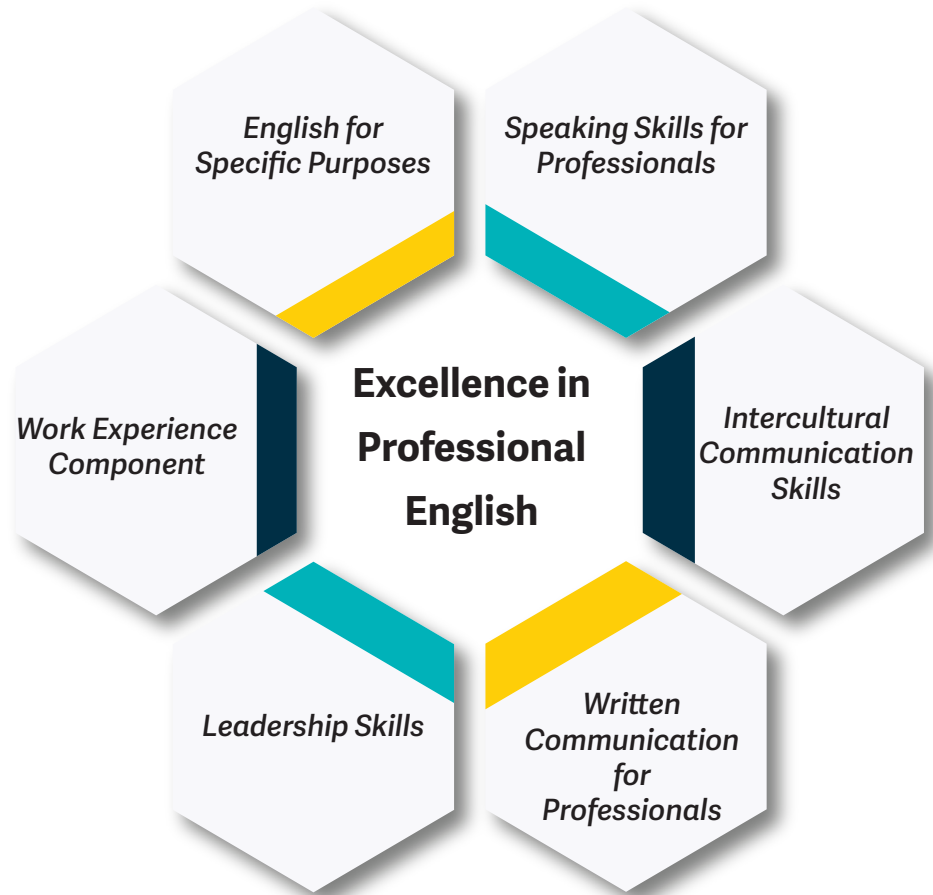 English for
Specific Purposes
Speaking Skills for
Professionals
Work Experience
Component
Excellence in
Professional
English
Intercultural
Communication
Skills
Leadership Skills
Written
Communication
for
Professionals